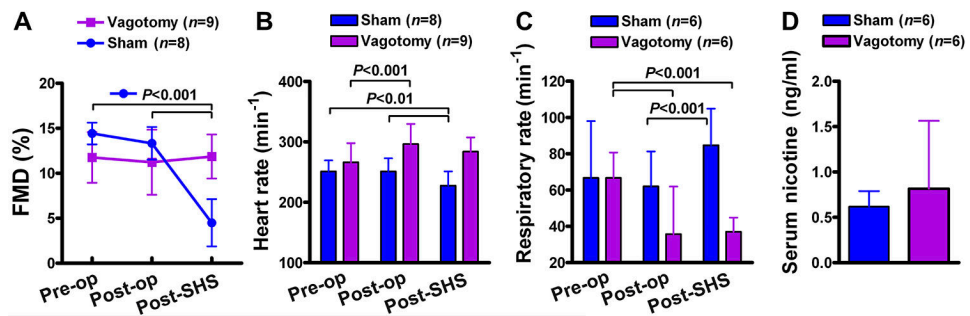 A
Vagotomy (n=9)
Sham (n=8)
FMD (%)
P<0.001
20
15
10
5
0
Pre-op
Post-op
Post-SHS
B
Sham (n=8)
Vagotomy (n=9)
Heart rate (min⁻¹)
P<0.001
P<0.01
400
300
200
100
Pre-op
Post-op
Post-SHS
C
Sham (n=6)
Vagotomy (n=6)
Respiratory rate (min⁻¹)
P<0.001
P<0.001
120
100
80
60
40
20
Pre-op
Post-op
Post-SHS
D
Sham (n=6)
Vagotomy (n=6)
Serum nicotine (ng/ml)
2.0
1.5
1.0
0.5
0.0